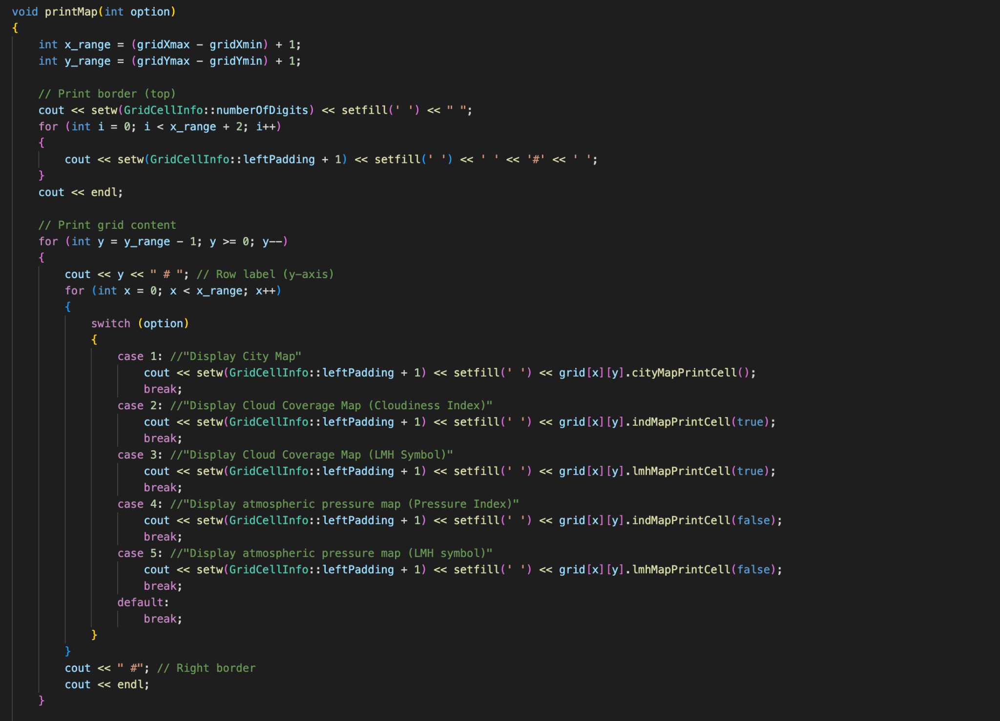 void printMap(int option)
{
    int x_range = (gridXmax - gridXmin) + 1;
    int y_range = (gridYmax - gridYmin) + 1;

    // Print border (top)
    cout << setw(GridCellInfo::numberOfDigits) << setfill(' ') << " ";
    for (int i = 0; i < x_range + 2; i++)
    {
        cout << setw(GridCellInfo::leftPadding + 1) << setfill(' ') << ' ' << '#' << ' ';
    }
    cout << endl;

    // Print grid content
    for (int y = y_range - 1; y >= 0; y--)
    {
        cout << y << " # "; // Row label (y-axis)
        for (int x = 0; x < x_range; x++)
        {
            switch (option)
            {
                case 1: //"Display City Map"
                    cout << setw(GridCellInfo::leftPadding + 1) << setfill(' ') << grid[x][y].cityMapPrintCell();
                    break;
                case 2: //"Display Cloud Coverage Map (Cloudiness Index)"
                    cout << setw(GridCellInfo::leftPadding + 1) << setfill(' ') << grid[x][y].indMapPrintCell(true);
                    break;
                case 3: //"Display Cloud Coverage Map (LMH Symbol)"
                    cout << setw(GridCellInfo::leftPadding + 1) << setfill(' ') << grid[x][y].lmhMapPrintCell(true);
                    break;
                case 4: //"Display atmospheric pressure map (Pressure Index)"
                    cout << setw(GridCellInfo::leftPadding + 1) << setfill(' ') << grid[x][y].indMapPrintCell(false);
                    break;
                case 5: //"Display atmospheric pressure map (LMH symbol)"
                    cout << setw(GridCellInfo::leftPadding + 1) << setfill(' ') << grid[x][y].lmhMapPrintCell(false);
                    break;
                default:
                    break;
            }
        }
        cout << " #"; // Right border
        cout << endl;
    }